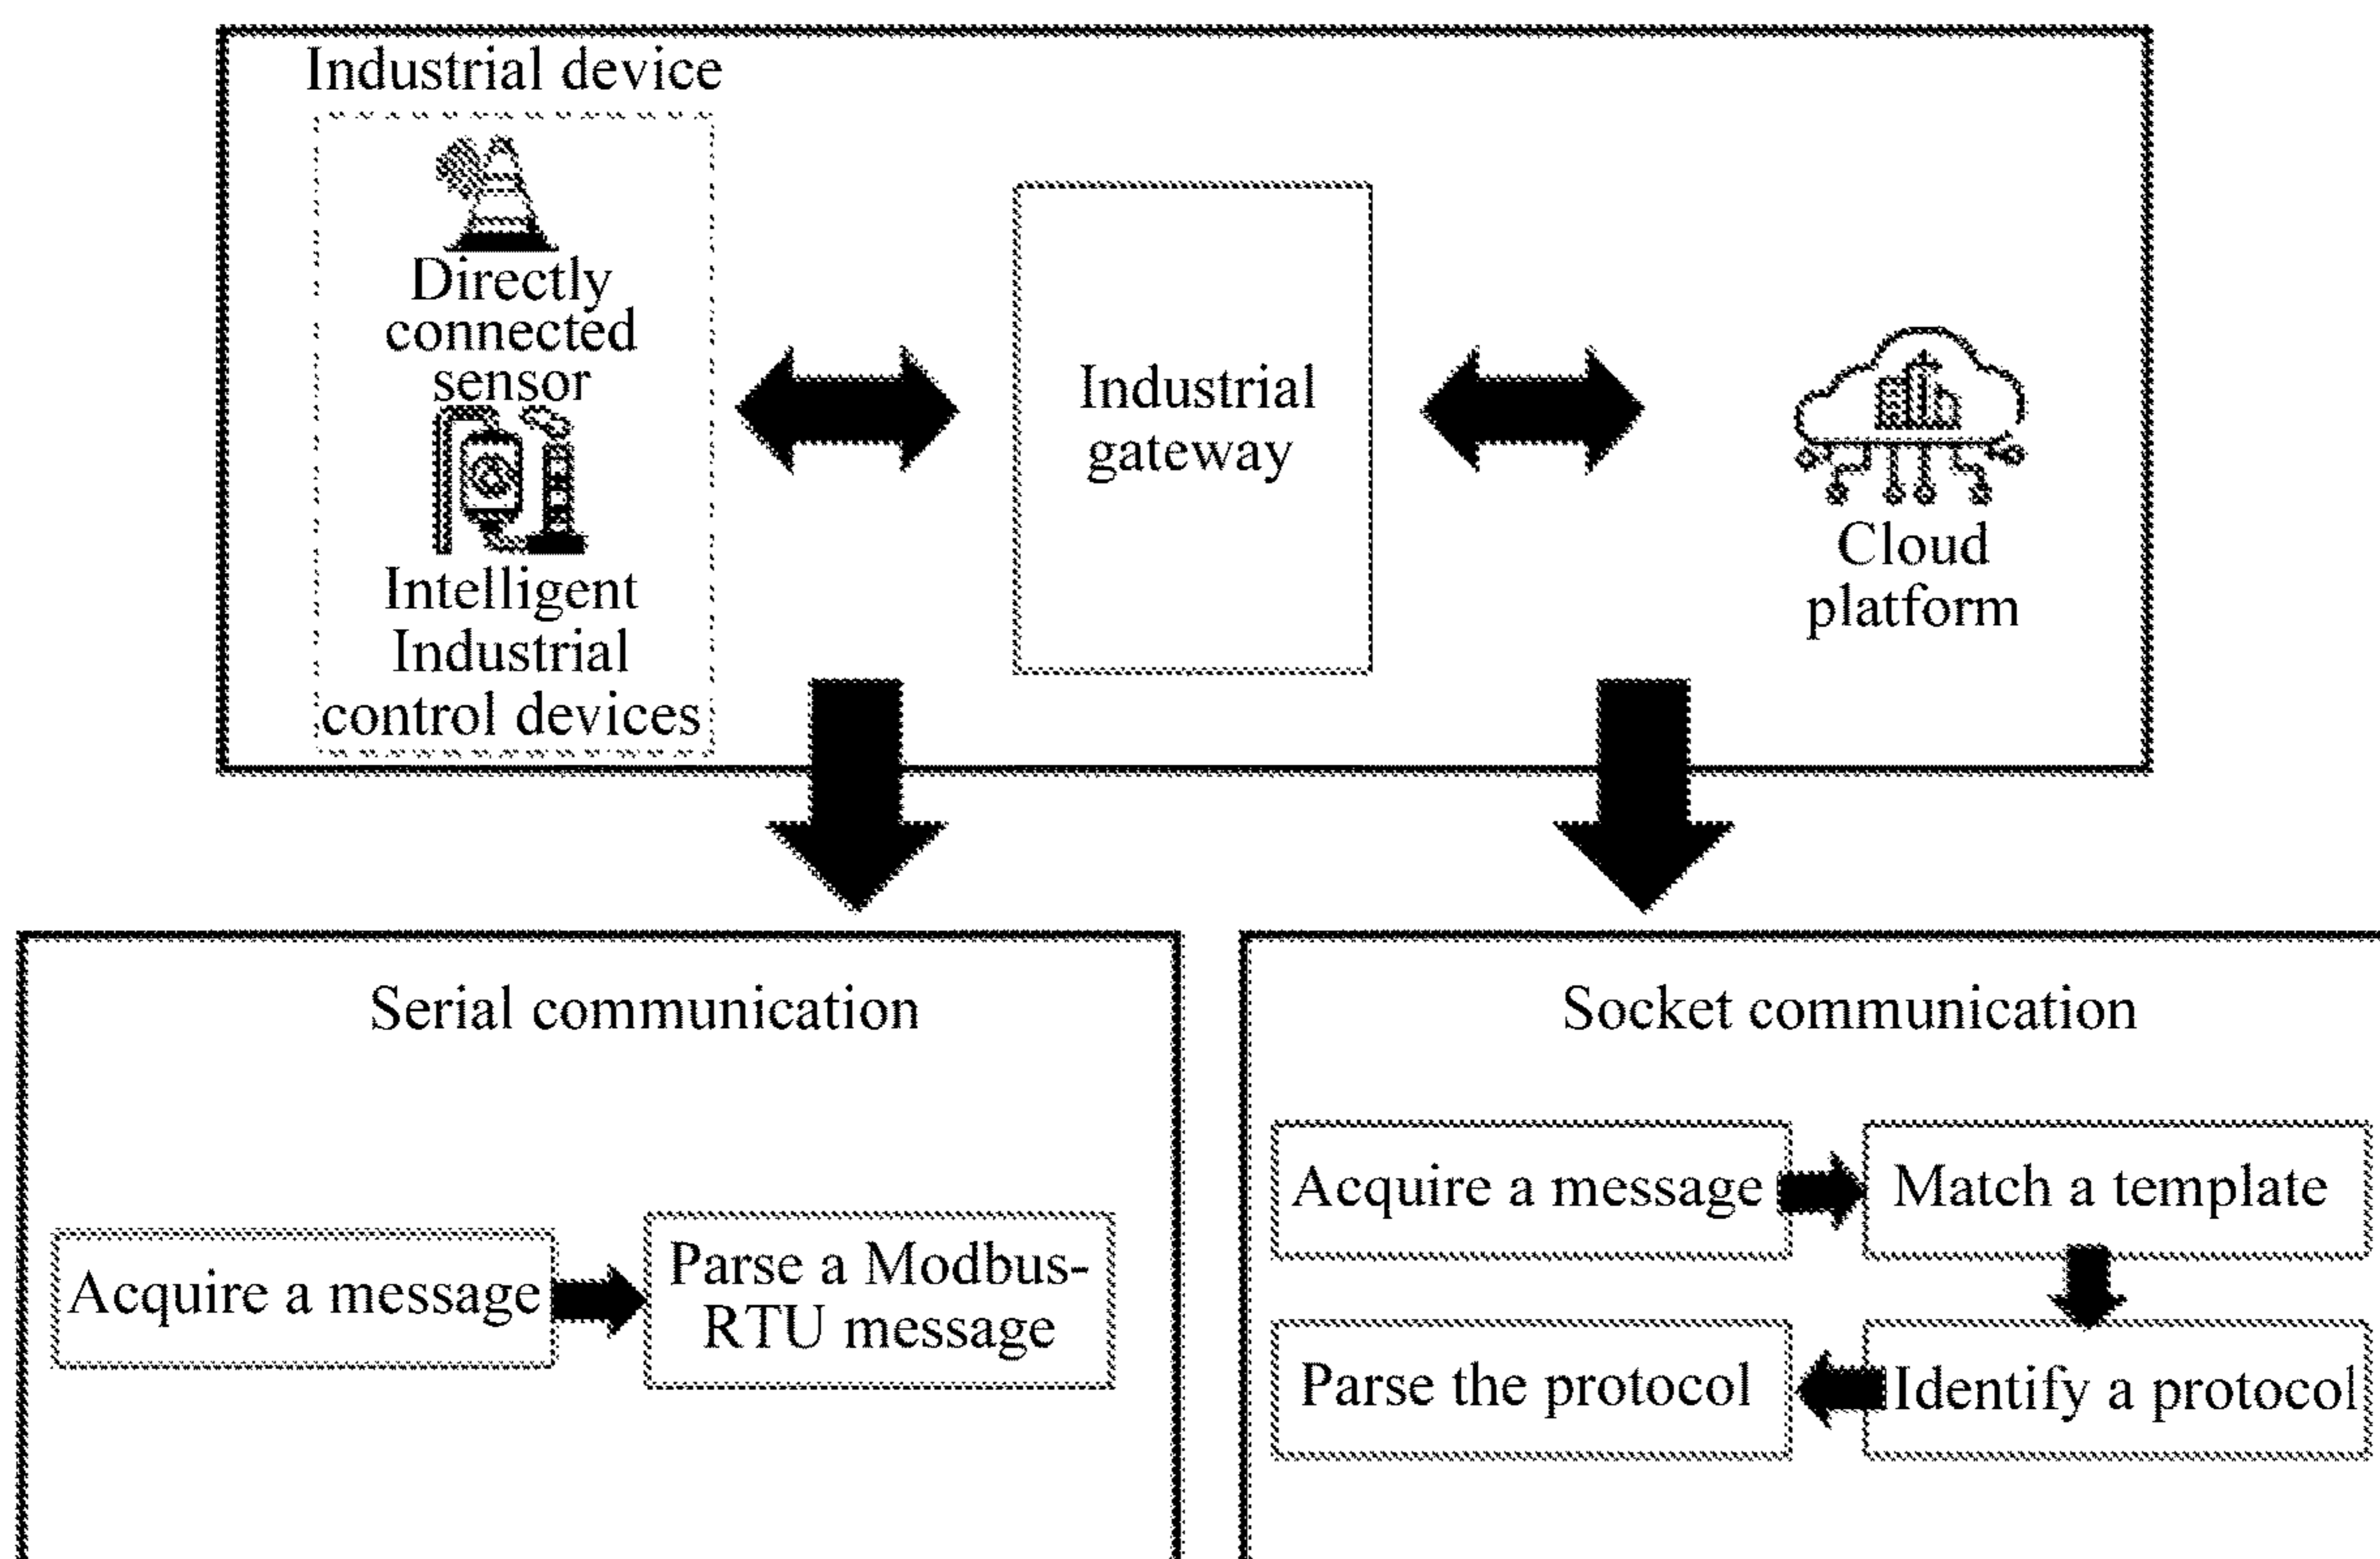 Industrial device
Directly
connected
sensor
Intelligent
Industrial
control devices
Industrial
gateway
Cloud
platform
Serial communication
Acquire a message
Parse a Modbus-
RTU message
Socket communication
Acquire a message
Match a template
Identify a protocol
Parse the protocol